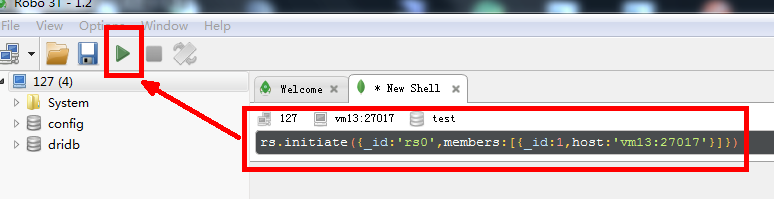 Robo 3T - 1.2
File View Options Window Help
127 (4)
System
config
dridb
Welcome
* New Shell
127 vm13:27017 test
rs.initiate({_id:'rs0',members:[{_id:1,host:'vm13:27017'}]})